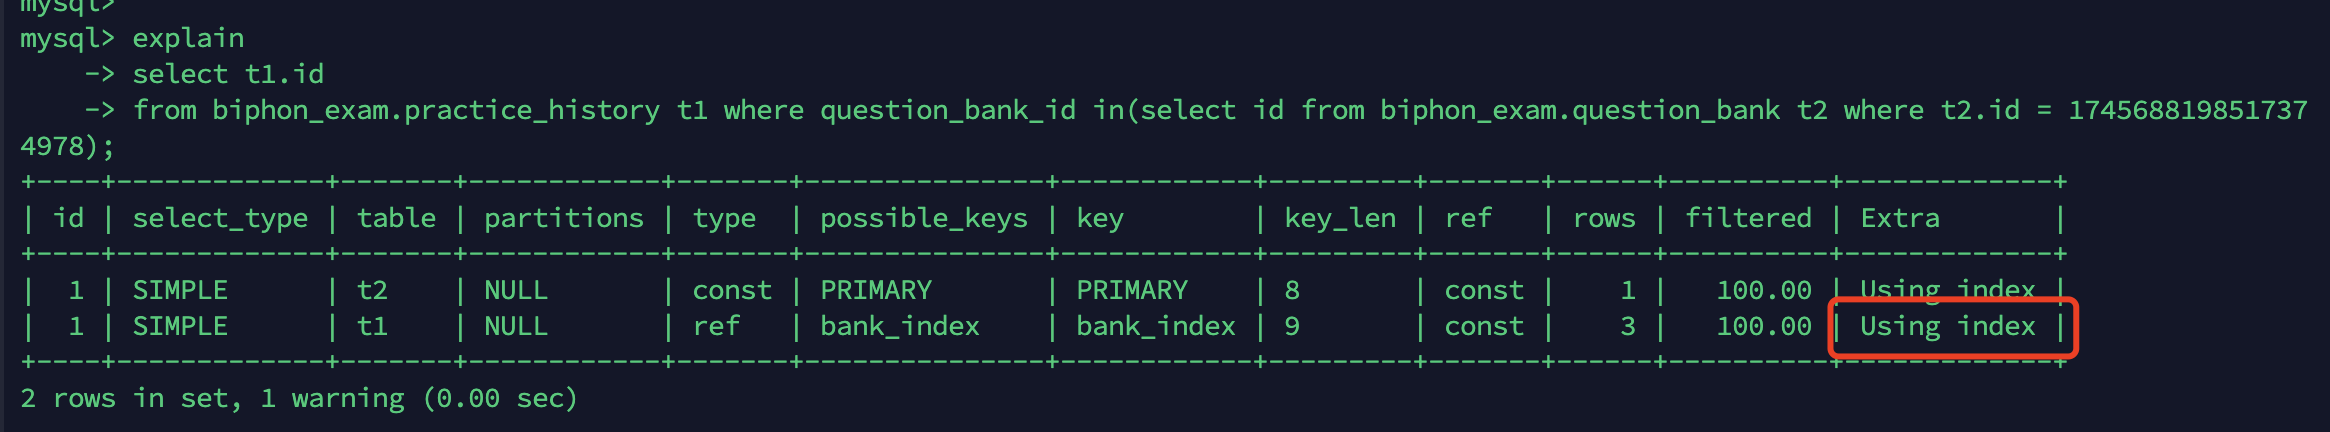 mysql>
mysql> explain
    -> select t1.id
    -> from biphon_exam.practice_history t1 where question_bank_id in(select id from biphon_exam.question_bank t2 where t2.id = 174568819851737
4978);
+----+-------------+-------+------------+-------+---------------+------------+---------+-------+------+----------+-------------+
| id | select_type | table | partitions | type  | possible_keys | key        | key_len | ref   | rows | filtered | Extra       |
+----+-------------+-------+------------+-------+---------------+------------+---------+-------+------+----------+-------------+
|  1 | SIMPLE      | t2    | NULL       | const | PRIMARY       | PRIMARY    | 8       | const |    1 |   100.00 | Using index |
|  1 | SIMPLE      | t1    | NULL       | ref   | bank_index    | bank_index | 9       | const |    3 |   100.00 | Using index |
+----+-------------+-------+------------+-------+---------------+------------+---------+-------+------+----------+-------------+
2 rows in set, 1 warning (0.00 sec)